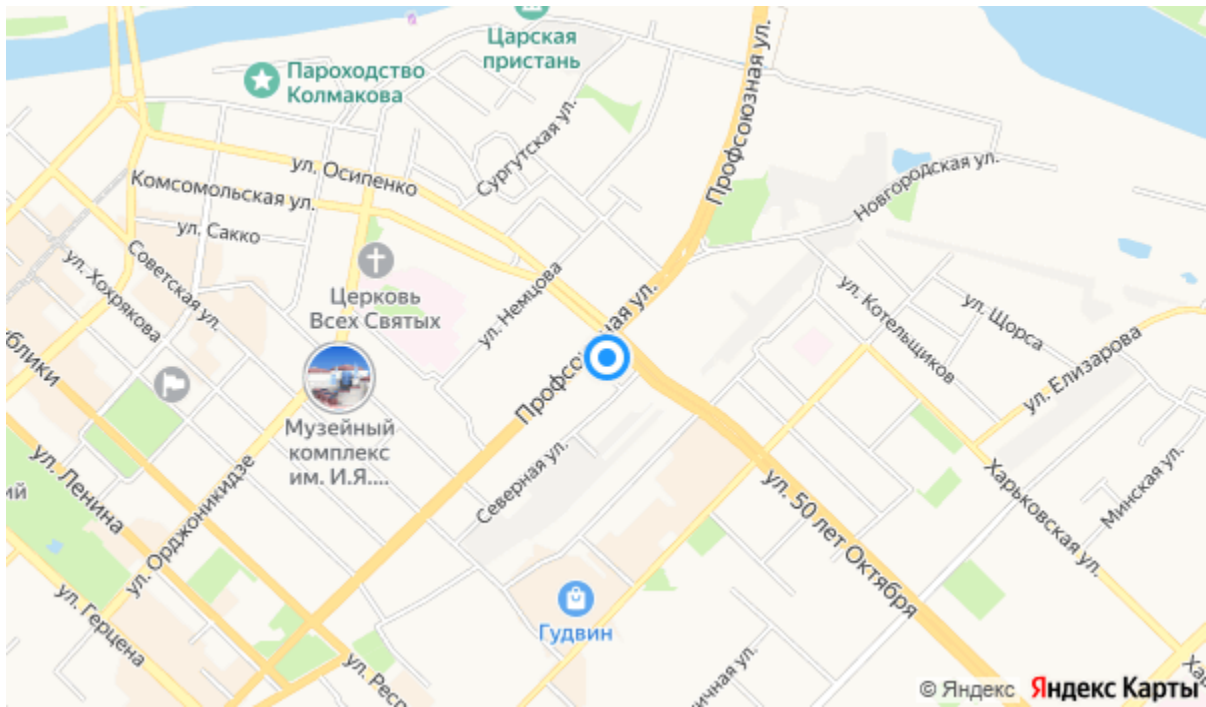 Царская
пристань
Пароходство
Колмакова
Профсоюзная ул.
Сургутская ул.
ул. Осипенко
Новгородская ул.
Комсомольская ул.
ул. Сакко
Советская ул.
ул. Хохрякова
Церковь
Всех Святых
ул. Немцова
ул. Котельщиков
ул. Щорса
ул. Елизарова
Музейный
комплекс
им. И.Я....
Северная ул.
ул. Ленина
ул. Орджоникидзе
ул. 50 лет Октября
Харьковская ул.
Минская ул.
ул. Герцена
Гудвин
© Яндекс Яндекс Карты